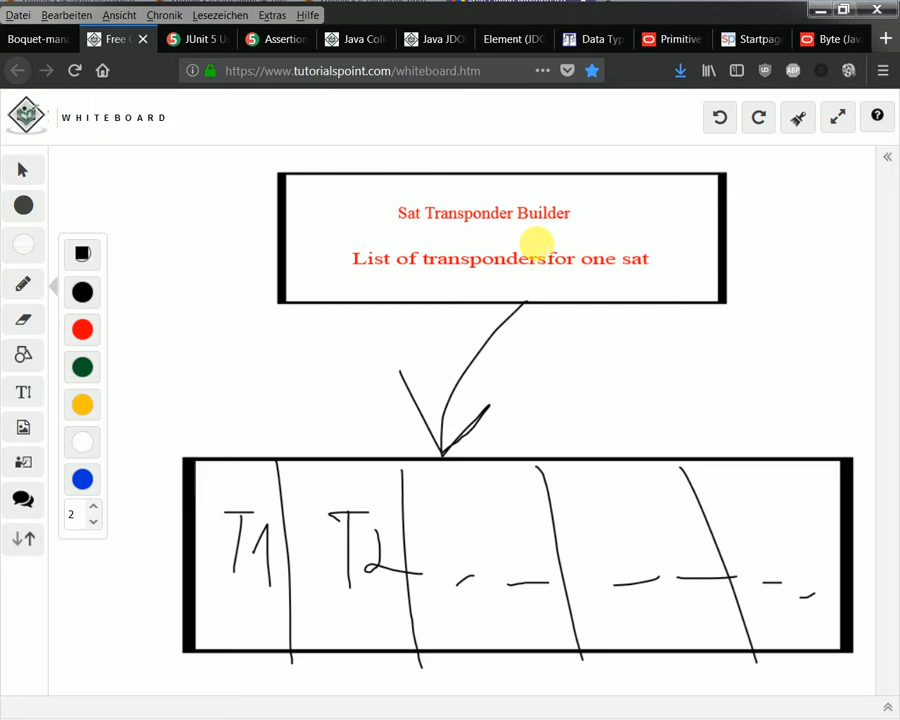 Datei Bearbeiten Ansicht Chronik Lesezeichen Extras Hilfe
Boquet-man Free JUnit 5 U Assertion Java Coll Java JDO Element (JDO Data Typ Primitive Startpage Byte (Jav
https://www.tutorialspoint.com/whiteboard.htm
WHITEBOARD
Sat Transponder Builder
List of transpondersfor one sat
2
T1 T2